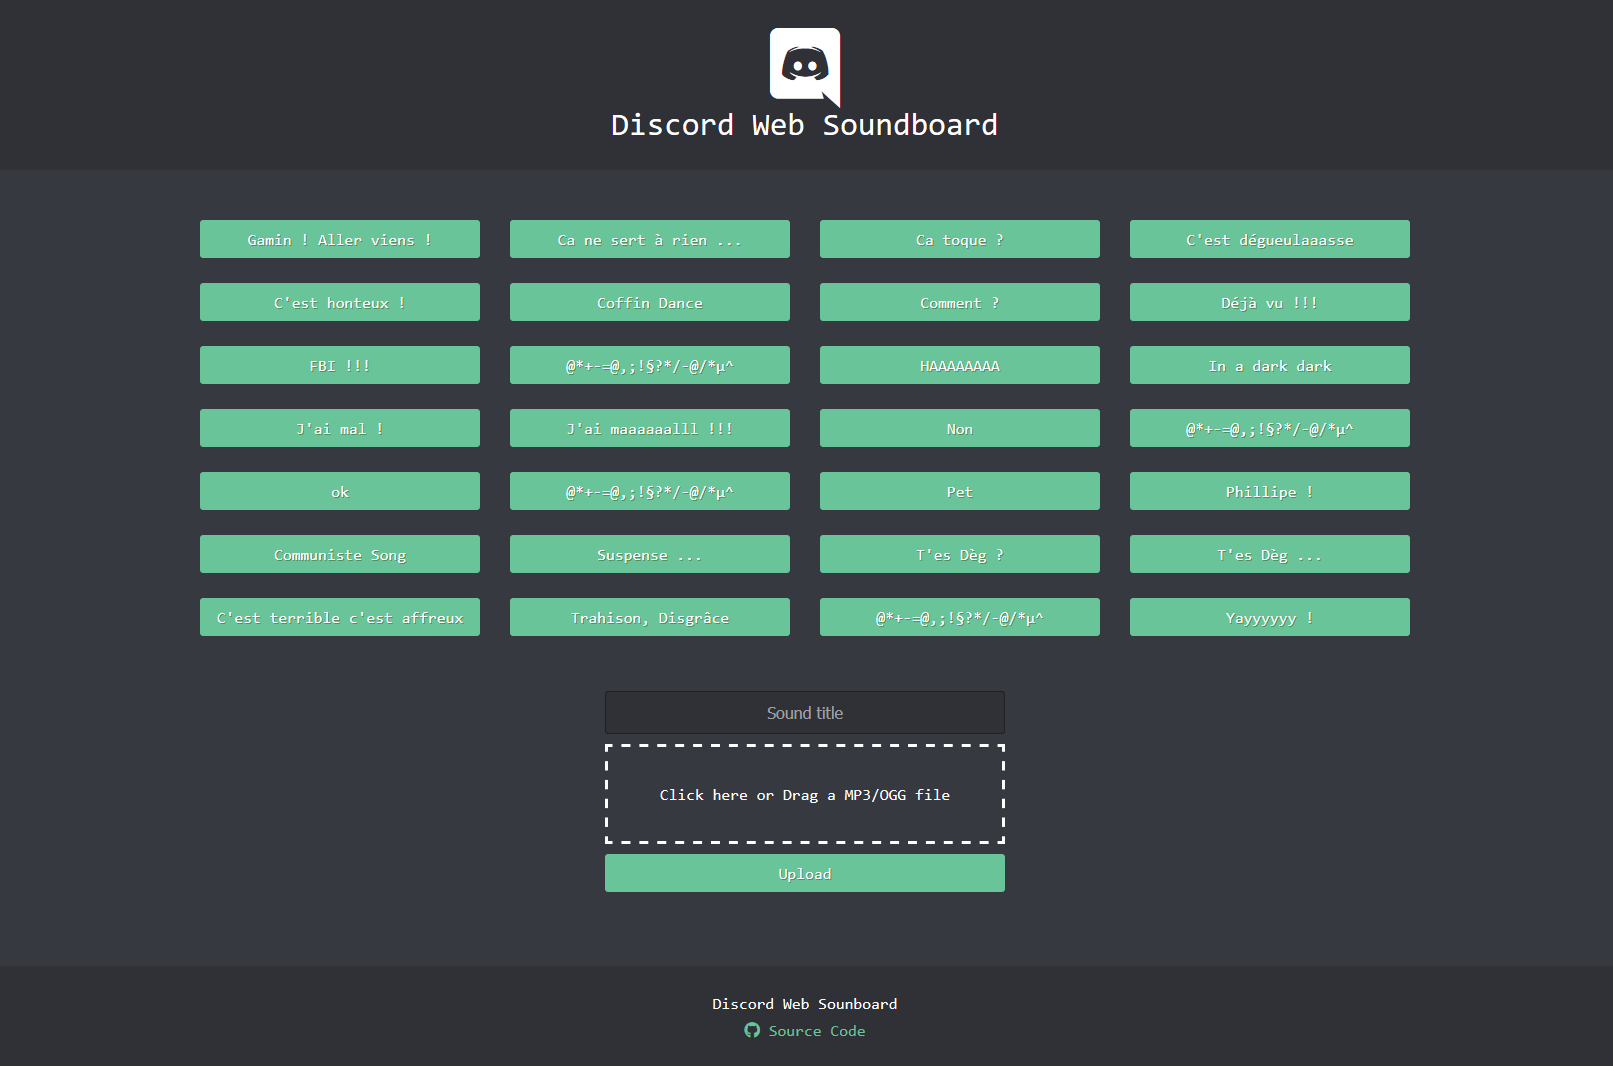 Discord Web Soundboard
Gamin ! Aller viens !
Ca ne sert à rien ...
Ca toque ?
C'est dégueulaaasse
C'est honteux !
Coffin Dance
Comment ?
Déjà vu !!!
FBI !!!
@*+-=@,;!§?*/-@/*µ^
HAAAAAAAA
In a dark dark
J'ai mal !
J'ai maaaaaalll !!!
Non
@*+-=@,;!§?*/-@/*µ^
ok
@*+-=@,;!§?*/-@/*µ^
Pet
Phillipe !
Communiste Song
Suspense ...
T'es Dèg ?
T'es Dèg ...
C'est terrible c'est affreux
Trahison, Disgrâce
@*+-=@,;!§?*/-@/*µ^
Yayyyyyy !
Sound title
Click here or Drag a MP3/OGG file
Upload
Discord Web Sounboard
Source Code